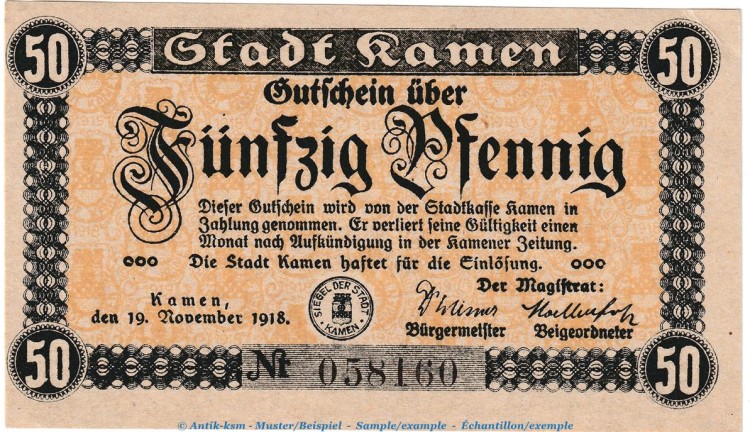 50 Stadt Kamen 50
Gutschein über
Fünfzig Pfennig
Dieser Gutschein wird von der Stadtkasse Kamen in
Zahlung genommen. Er verliert seine Gültigkeit einen
Monat nach Aufkündigung in der Kamener Zeitung.
ooo Die Stadt Kamen haftet für die Einlösung. ooo
Der Magistrat:
Kamen,
den 19. November 1918.
SIEGEL DER STADT KAMEN
Bürgermeister Beigeordneter
50 Nr 058160 50
© Antik-ksm - Muster/Beispiel - Sample/example - Échantillon/exemple